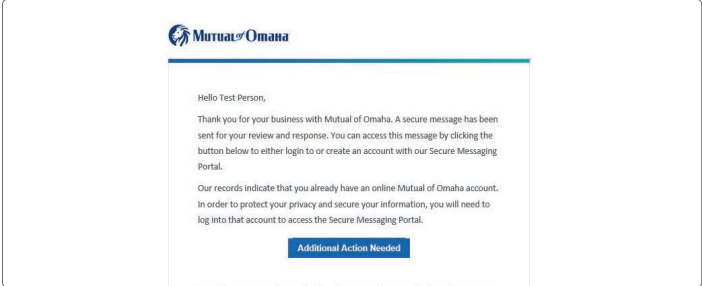 Mutual of Omaha
Hello Test Person,
Thank you for your business with Mutual of Omaha. A secure message has been
sent for your review and response. You can access this message by clicking the
button below to either login to or create an account with our Secure Messaging
Portal.
Our records indicate that you already have an online Mutual of Omaha account.
In order to protect your privacy and secure your information, you will need to
log into that account to access the Secure Messaging Portal.
Additional Action Needed